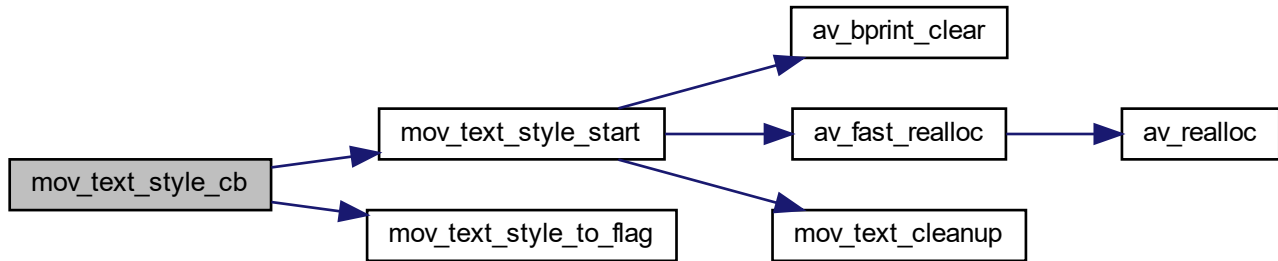 av_bprint_clear
mov_text_style_start
av_fast_realloc
av_realloc
mov_text_style_cb
mov_text_style_to_flag
mov_text_cleanup